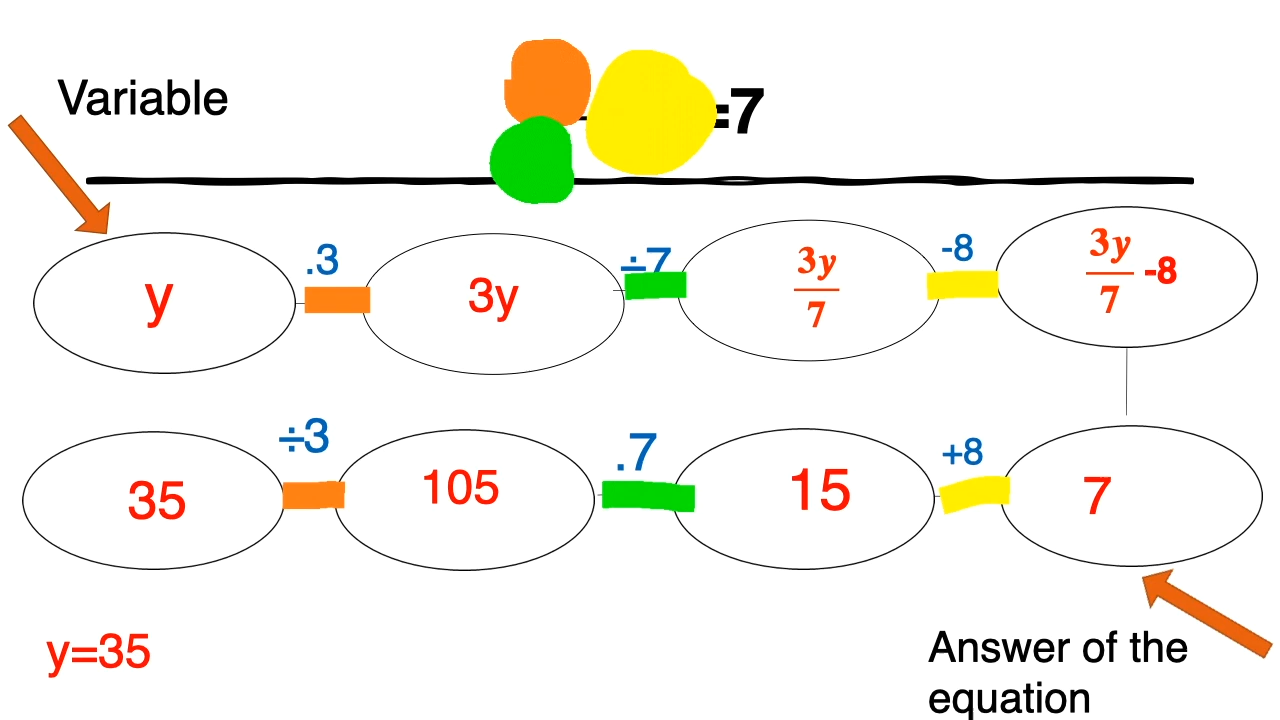 Variable
=7
.3
÷7
-8
y
3y
3y
7
3y
7
-8
÷3
.7
+8
35
105
15
7
y=35
Answer of the
equation